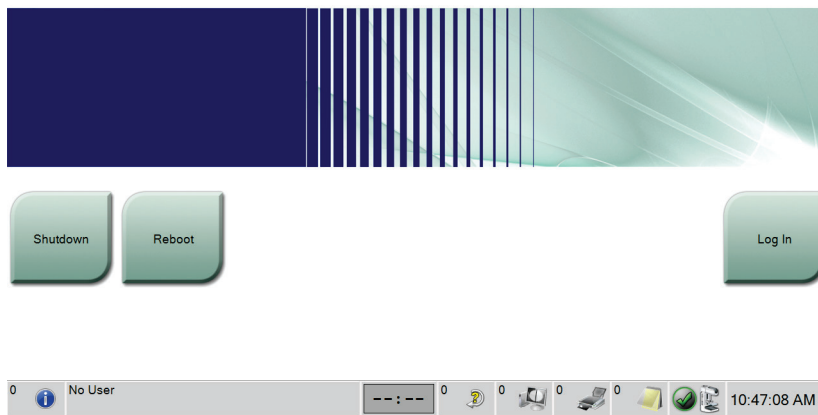 Shutdown
Reboot
Log In
0
No User
--:--
0
0
0
0
10:47:08 AM